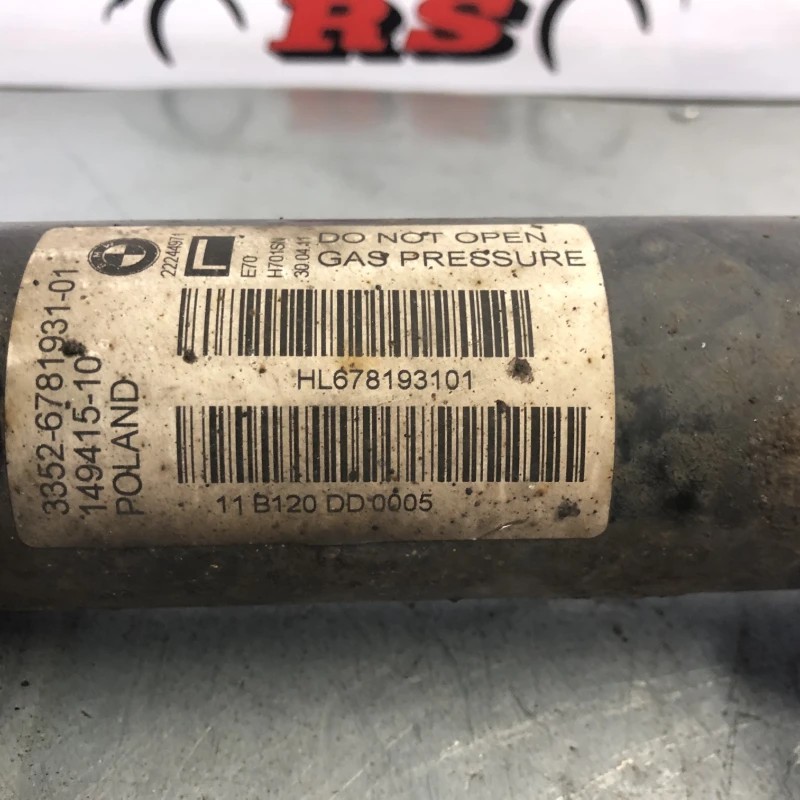 RS
22244971
L
E70
H701SN
30.04.11
DO NOT OPEN
GAS PRESSURE
HL678193101
11 B120 DD 0005
3352-6781931-01
149415-10
POLAND